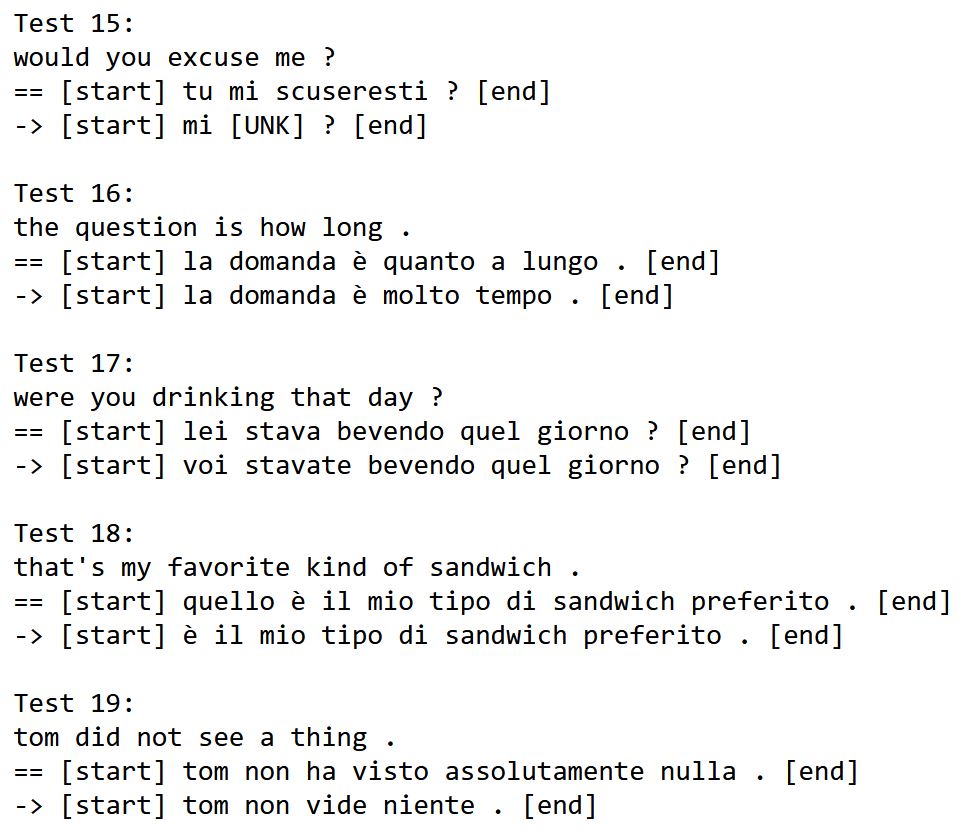 Test 15:
would you excuse me ?
== [start] tu mi scuseresti ? [end]
-> [start] mi [UNK] ? [end]
Test 16:
the question is how long .
== [start] la domanda è quanto a lungo . [end]
-> [start] la domanda è molto tempo . [end]
Test 17:
were you drinking that day ?
== [start] lei stava bevendo quel giorno ? [end]
-> [start] voi stavate bevendo quel giorno ? [end]
Test 18:
that's my favorite kind of sandwich .
== [start] quello è il mio tipo di sandwich preferito . [end]
-> [start] è il mio tipo di sandwich preferito . [end]
Test 19:
tom did not see a thing .
== [start] tom non ha visto assolutamente nulla . [end]
-> [start] tom non vide niente . [end]